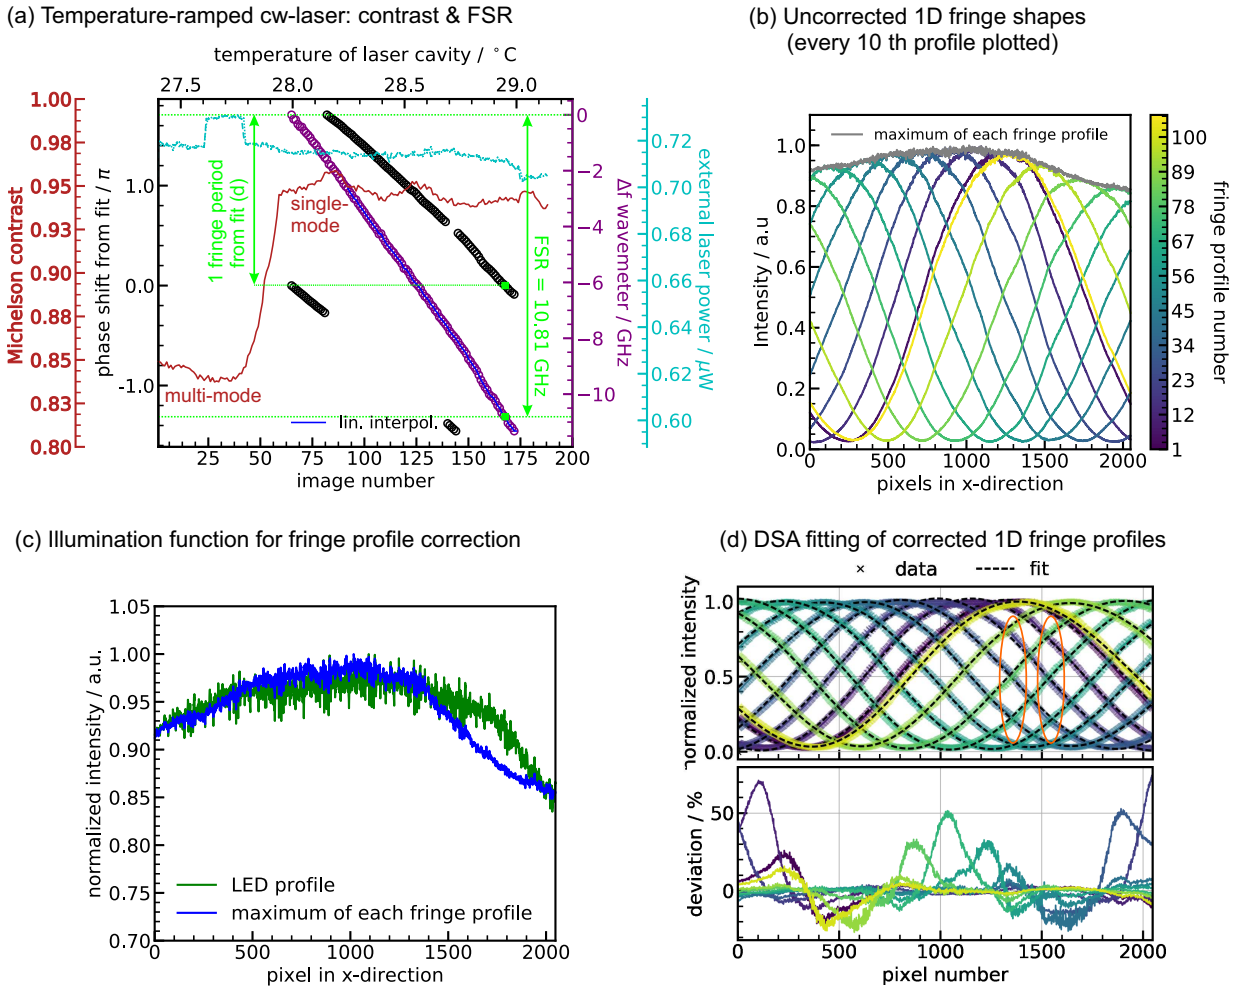 (a) Temperature-ramped cw-laser: contrast & FSR
temperature of laser cavity / °C
27.5 28.0 28.5 29.0
Michelson contrast
1.00
0.98
0.95
0.93
0.90
0.88
0.85
0.83
0.80
phase shift from fit / π
1.0
0.0
-1.0
1 fringe period
from fit (d)
single-
mode
multi-mode
FSR = 10.81 GHz
lin. interpol.
0
−2
−4
−6
−8
−10
Δf wavemeter / GHz
0.72
0.70
0.68
0.66
0.64
0.62
0.60
external laser power / μW
25 50 75 100 125 150 175 200
image number
(b) Uncorrected 1D fringe shapes
(every 10 th profile plotted)
maximum of each fringe profile
Intensity / a.u
1.0
0.8
0.6
0.4
0.2
0.0
0 500 1000 1500 2000
pixels in x-direction
100
89
78
67
56
45
34
23
12
1
fringe profile number
(c) Illumination function for fringe profile correction
normalized intensity / a.u.
1.05
1.00
0.95
0.90
0.85
0.80
0.75
0.70
LED profile
maximum of each fringe profile
0 500 1000 1500 2000
pixel in x-direction
(d) DSA fitting of corrected 1D fringe profiles
× data fit
normalized intensity
1.0
0.5
0.0
deviation / %
50
0
0 500 1000 1500 2000
pixel number